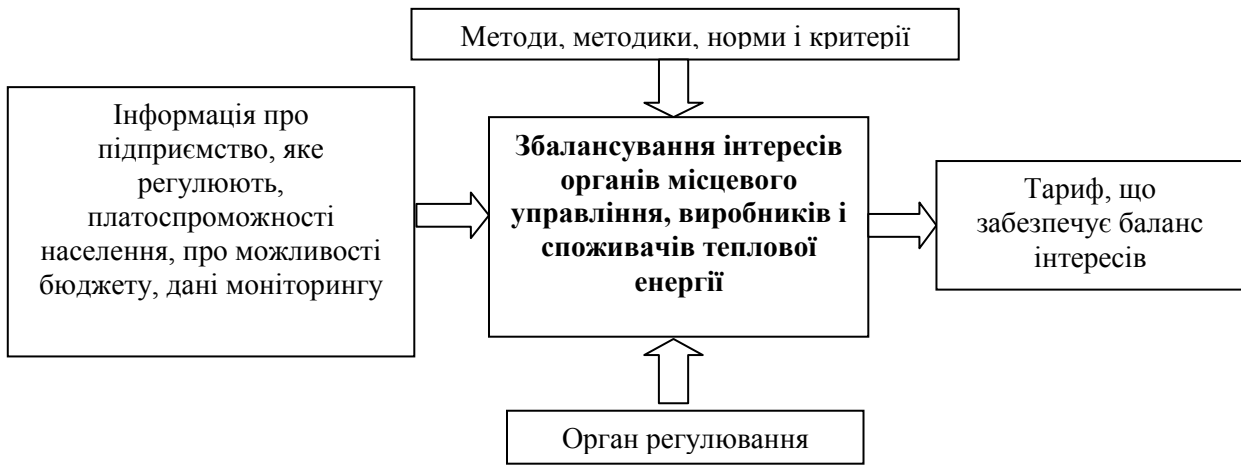 Методи, методики, норми і критерії
Інформація про
підприємство, яке
регулюють,
платоспроможності
населення, про можливості
бюджету, дані моніторингу
Збалансування інтересів
органів місцевого
управління, виробників і
споживачів теплової
енергії
Тариф, що
забезпечує баланс
інтересів
Орган регулювання